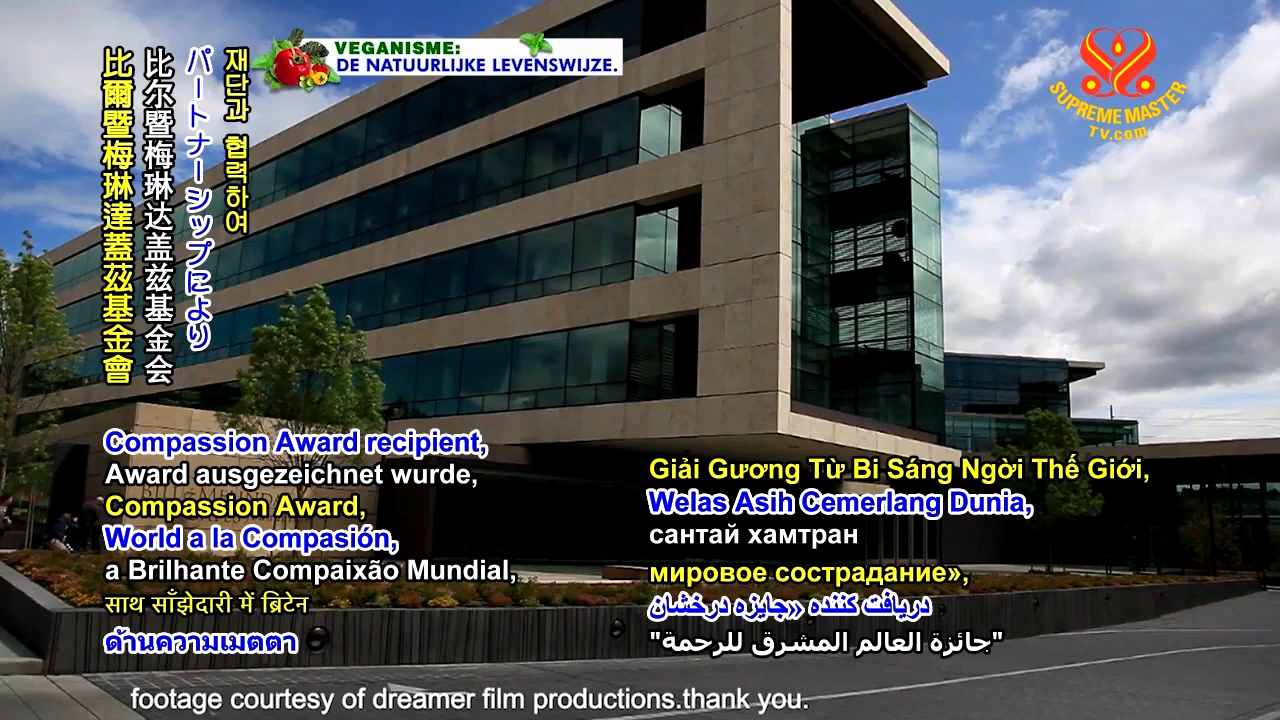 VEGANISME:
DE NATUURLIJKE LEVENSWIJZE.
SUPREME MASTER
TV.com
재단과 협력하여
パートナーシップにより
比尔暨梅琳达盖兹基金会
比爾暨梅琳達蓋茲基金會
Compassion Award recipient,
Award ausgezeichnet wurde,
Compassion Award,
World a la Compasión,
a Brilhante Compaixão Mundial,
साथ साँझेदारी में ब्रिटेन
ด้านความเมตตา
Giải Gương Từ Bi Sáng Ngời Thế Giới,
Welas Asih Cemerlang Dunia,
сантай хамтран
мировое сострадание»,
دریافت کننده «جایزه درخشان
"جائزة العالم المشرق للرحمة"
footage courtesy of dreamer film productions.thank you.